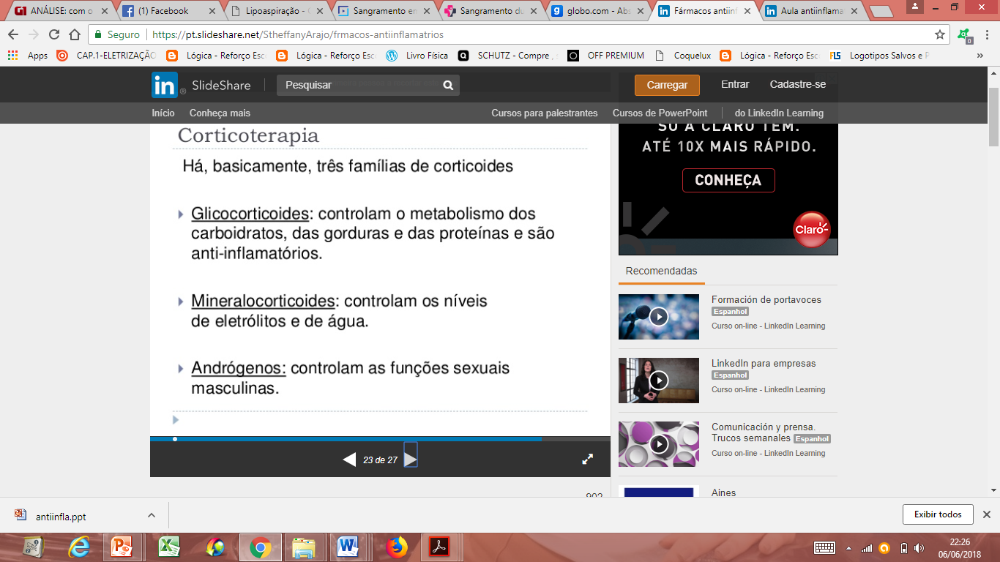 ANÁLISE: com o
(1) Facebook
Lipoaspiração -
Sangramento en
Sangramento du
globo.com - Abs
Fármacos antiinf
Aula antiinflama
Seguro
https://pt.slideshare.net/StheffanyArajo/frmacos-antiinflamatrios
0
Apps
CAP.1-ELETRIZAÇÃO
Lógica - Reforço Esc
Lógica - Reforço Esc
Livro Física
SCHUTZ - Compre
OFF PREMIUM
Coquelux
Lógica - Reforço Esc
Logotipos Salvos e P
»
in SlideShare
Pesquisar
Carregar
Entrar
Cadastre-se
Início
Conheça mais
Cursos para palestrantes
Cursos de PowerPoint
do LinkedIn Learning
Corticoterapia
Há, basicamente, três famílias de corticoides
Glicocorticoides: controlam o metabolismo dos
carboidratos, das gorduras e das proteínas e são
anti-inflamatórios.
Mineralocorticoides: controlam os níveis
de eletrólitos e de água.
Andrógenos: controlam as funções sexuais
masculinas.
23 de 27
SÓ A CLARO TEM.
ATÉ 10X MAIS RÁPIDO.
CONHEÇA
Claro
Recomendadas
Formación de portavoces
Espanhol
Curso on-line - LinkedIn Learning
LinkedIn para empresas
Espanhol
Curso on-line - LinkedIn Learning
Comunicación y prensa.
Trucos semanales Espanhol
Curso on-line - LinkedIn Learning
Aines
antiinfla.ppt
Exibir todos
22:26
06/06/2018